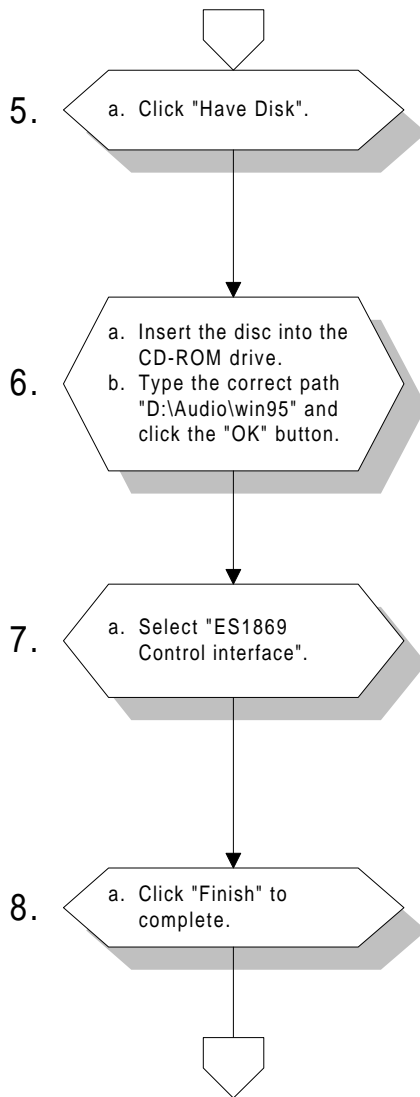 5.
a. Click "Have Disk".
6.
a. Insert the disc into the
CD-ROM drive.
b. Type the correct path
"D:\Audio\win95" and
click the "OK" button.
7.
a. Select "ES1869
Control interface".
8.
a. Click "Finish" to
complete.